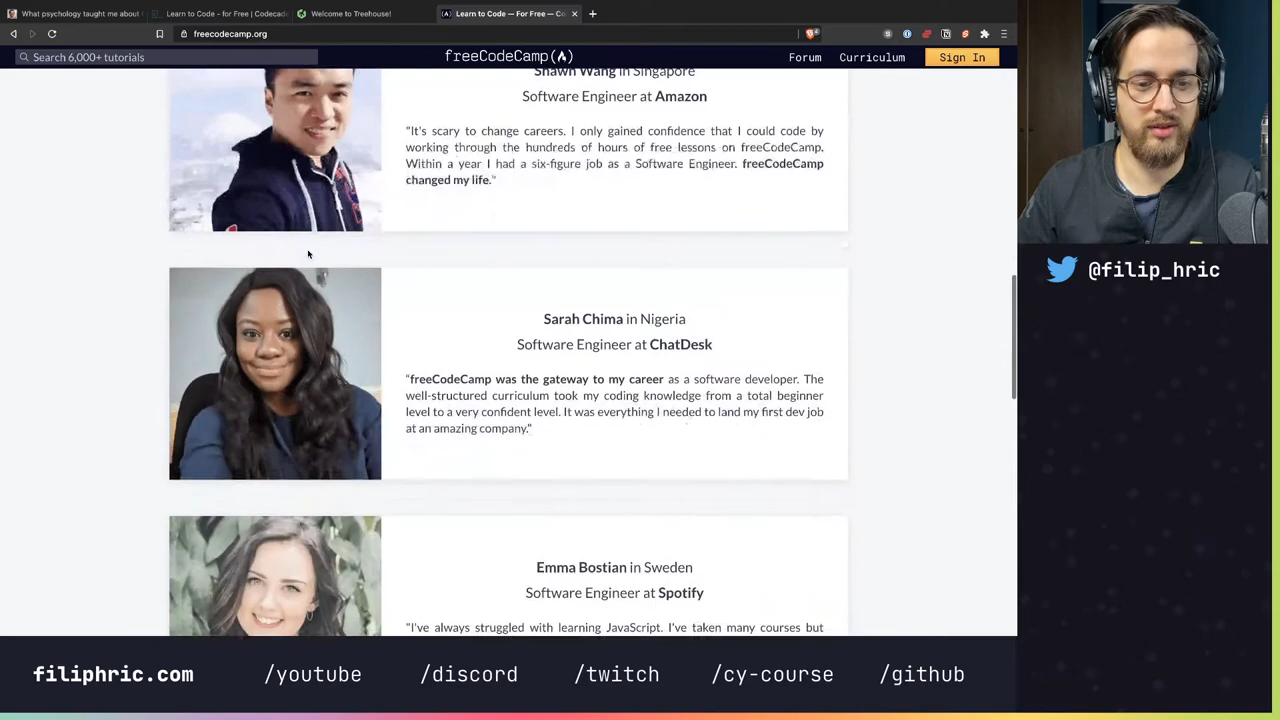 What psychology taught me about
Learn to Code - for Free | Codecade
Welcome to Treehouse!
Learn to Code — For Free — Co
freecodecamp.org
Search 6,000+ tutorials
freeCodeCamp
Forum
Curriculum
Sign In
Shawn Wang in Singapore
Software Engineer at Amazon
"It's scary to change careers. I only gained confidence that I could code by
working through the hundreds of hours of free lessons on freeCodeCamp.
Within a year I had a six-figure job as a Software Engineer. freeCodeCamp
changed my life."
Sarah Chima in Nigeria
Software Engineer at ChatDesk
"freeCodeCamp was the gateway to my career as a software developer. The
well-structured curriculum took my coding knowledge from a total beginner
level to a very confident level. It was everything I needed to land my first dev job
at an amazing company."
Emma Bostian in Sweden
Software Engineer at Spotify
"I've always struggled with learning JavaScript. I've taken many courses but
@filip_hric
filiphric.com
/youtube
/discord
/twitch
/cy-course
/github